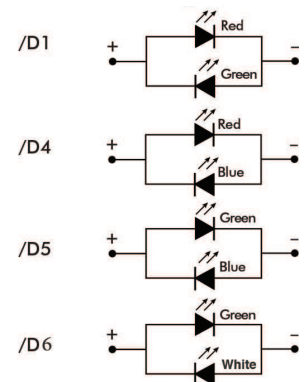 Red
/D1 + −
Green
Red
/D4 + −
Blue
Green
/D5 + −
Blue
Green
/D6 + −
White